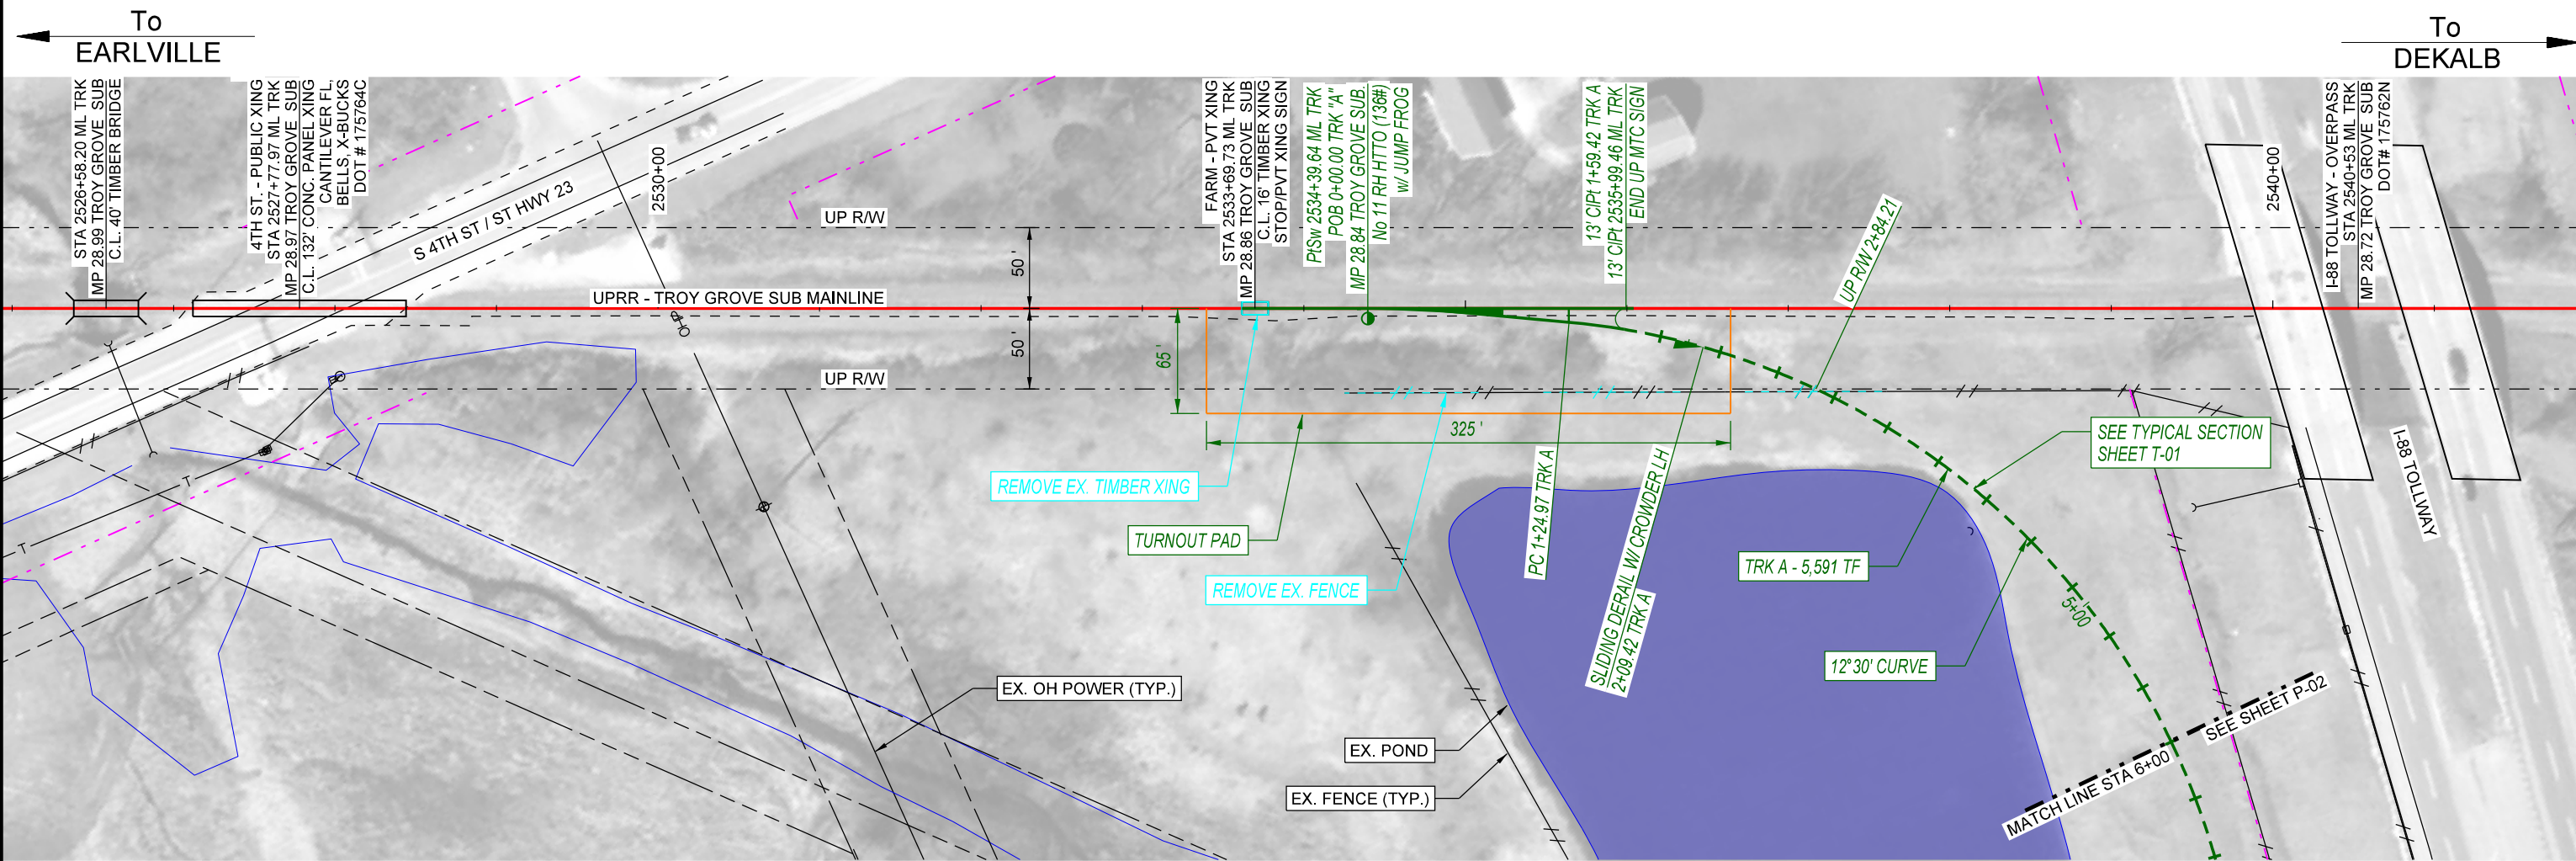 To
EARLVILLE
To
DEKALB
STA 2526+58.20 ML TRK
MP 28.99 TROY GROVE SUB
C.L. 40' TIMBER BRIDGE
4TH ST. - PUBLIC XING
STA 2527+77.97 ML TRK
MP 28.97 TROY GROVE SUB
C.L. 132' CONC. PANEL XING
CANTILEVER FL,
BELLS, X-BUCKS
DOT # 175764C
S 4TH ST / ST HWY 23
2530+00
UP R/W
50 '
UPRR - TROY GROVE SUB MAINLINE
50 '
UP R/W
FARM - PVT XING
STA 2533+69.73 ML TRK
MP 28.86 TROY GROVE SUB
C.L. 16' TIMBER XING
STOP/PVT XING SIGN
PtSw 2534+39.64 ML TRK
POB 0+00.00 TRK "A"
MP 28.84 TROY GROVE SUB.
No 11 RH HTTO (136#)
w/ JUMP FROG
13' ClPt 1+59.42 TRK A
13' ClPt 2535+99.46 ML TRK
END UP MTC SIGN
UP R/W 2+84.21
2540+00
I-88 TOLLWAY - OVERPASS
STA 2540+53 ML TRK
MP 28.72 TROY GROVE SUB
DOT# 175762N
65 '
325 '
REMOVE EX. TIMBER XING
TURNOUT PAD
REMOVE EX. FENCE
PC 1+24.97 TRK A
SLIDING DERAIL W/ CROWDER LH
2+09.42 TRK A
SEE TYPICAL SECTION
SHEET T-01
I-88 TOLLWAY
TRK A - 5,591 TF
5+00
12°30' CURVE
T
T
EX. OH POWER (TYP.)
EX. POND
EX. FENCE (TYP.)
SEE SHEET P-02
MATCH LINE STA 6+00